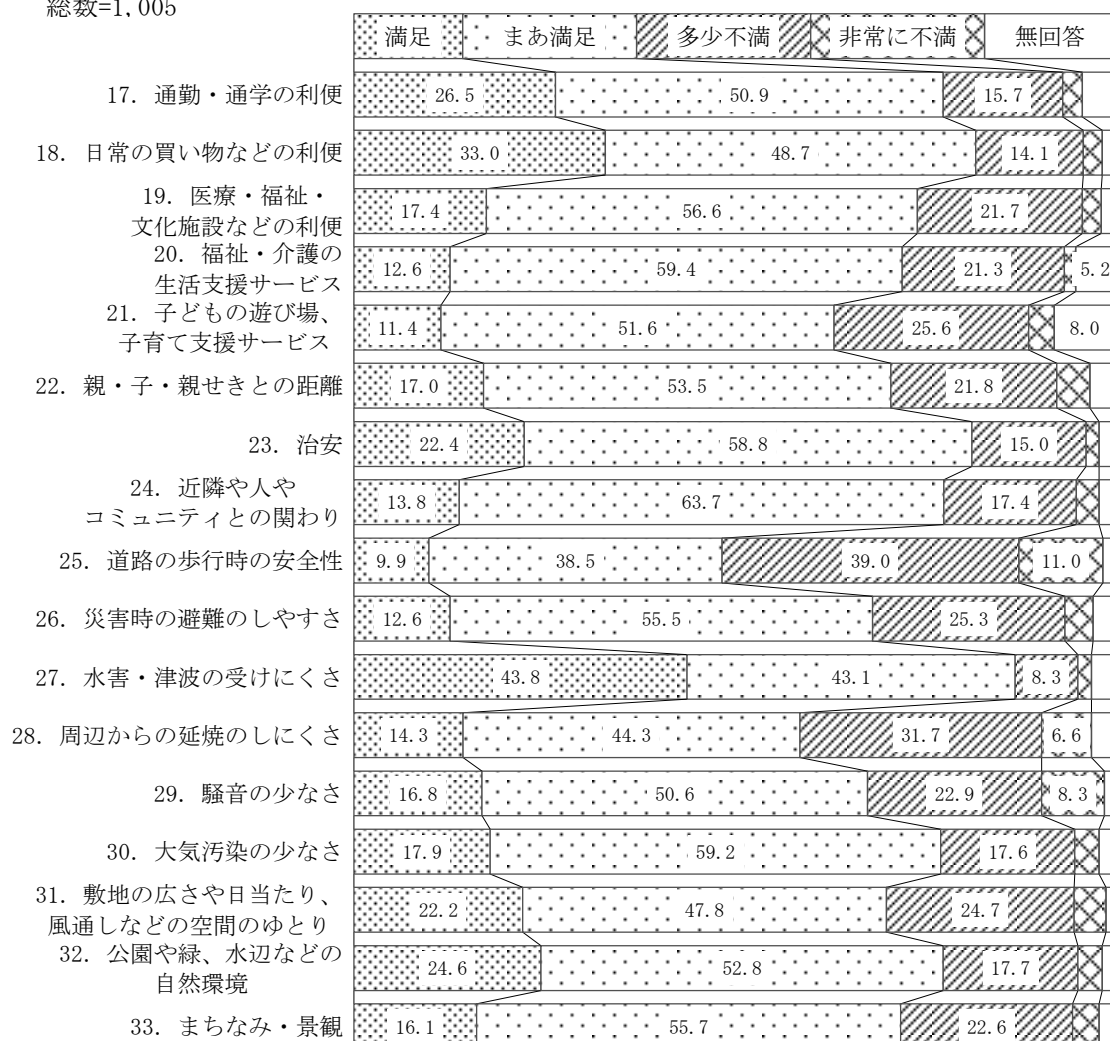 総数=1,005
満足 まあ満足 多少不満 非常に不満 無回答
17. 通勤・通学の利便 26.5 50.9 15.7
18. 日常の買い物などの利便 33.0 48.7 14.1
19. 医療・福祉・
文化施設などの利便 17.4 56.6 21.7
20. 福祉・介護の
生活支援サービス 12.6 59.4 21.3 5.2
21. 子どもの遊び場、
子育て支援サービス 11.4 51.6 25.6 8.0
22. 親・子・親せきとの距離 17.0 53.5 21.8
23. 治安 22.4 58.8 15.0
24. 近隣や人や
コミュニティとの関わり 13.8 63.7 17.4
25. 道路の歩行時の安全性 9.9 38.5 39.0 11.0
26. 災害時の避難のしやすさ 12.6 55.5 25.3
27. 水害・津波の受けにくさ 43.8 43.1 8.3
28. 周辺からの延焼のしにくさ 14.3 44.3 31.7 6.6
29. 騒音の少なさ 16.8 50.6 22.9 8.3
30. 大気汚染の少なさ 17.9 59.2 17.6
31. 敷地の広さや日当たり、
風通しなどの空間のゆとり 22.2 47.8 24.7
32. 公園や緑、水辺などの
自然環境 24.6 52.8 17.7
33. まちなみ・景観 16.1 55.7 22.6